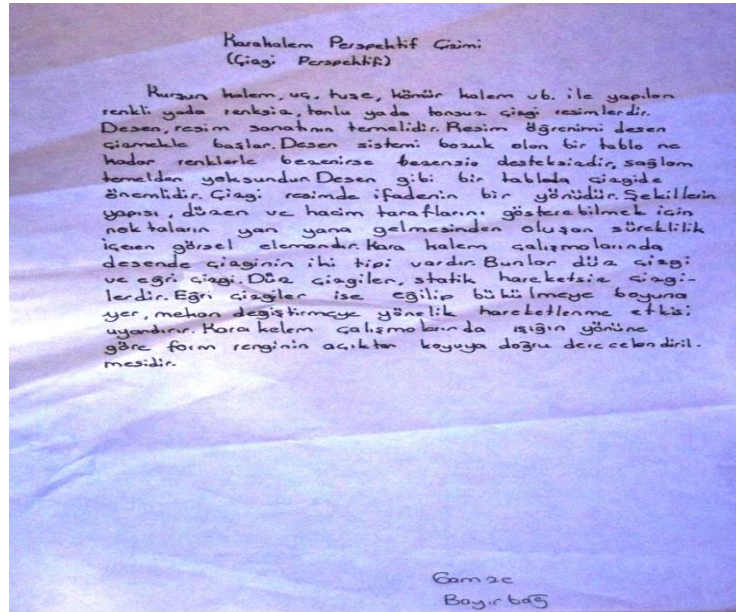 Karakalem Perspektif Çizimi
(Çizgi Perspektifi)
Kurşun kalem, uç, tuşe, kömür kalem vb. ile yapılan
renkli yada renksiz, tonlu yada tonsuz çizgi resimlerdir.
Desen, resim sanatının temelidir. Resim öğrenimi desen
çizmekle başlar. Desen sistemi bozuk olan bir tablo ne
kadar renklerle bezenirse bezensin desteksizdir, sağlam
temelden yoksundur. Desen gibi bir tabloda çizgide
önemlidir. Çizgi resimde ifadenin bir yönüdür. Şekillerin
yapısı, düzen ve hacim taraflarını gösterebilmek için
noktaların yan yana gelmesinden oluşan süreklilik
içeren görsel elemandır. Kara kalem çalışmalarında
desende çizginin iki tipi vardır. Bunlar düz çizgi
ve eğri çizgi. Düz çizgiler, statik hareketsiz çizgi-
lerdir. Eğri çizgiler ise eğilip bükülmeye boyuna
yer, mekan değiştirmeye yönelik hareketlenme etkisi
uyandırır. Kara kelem çalışmalarında ışığın yönüne
göre form renginin açıktan koyuya doğru derecelendiril-
mesidir.
Gamze
Bayırbağ